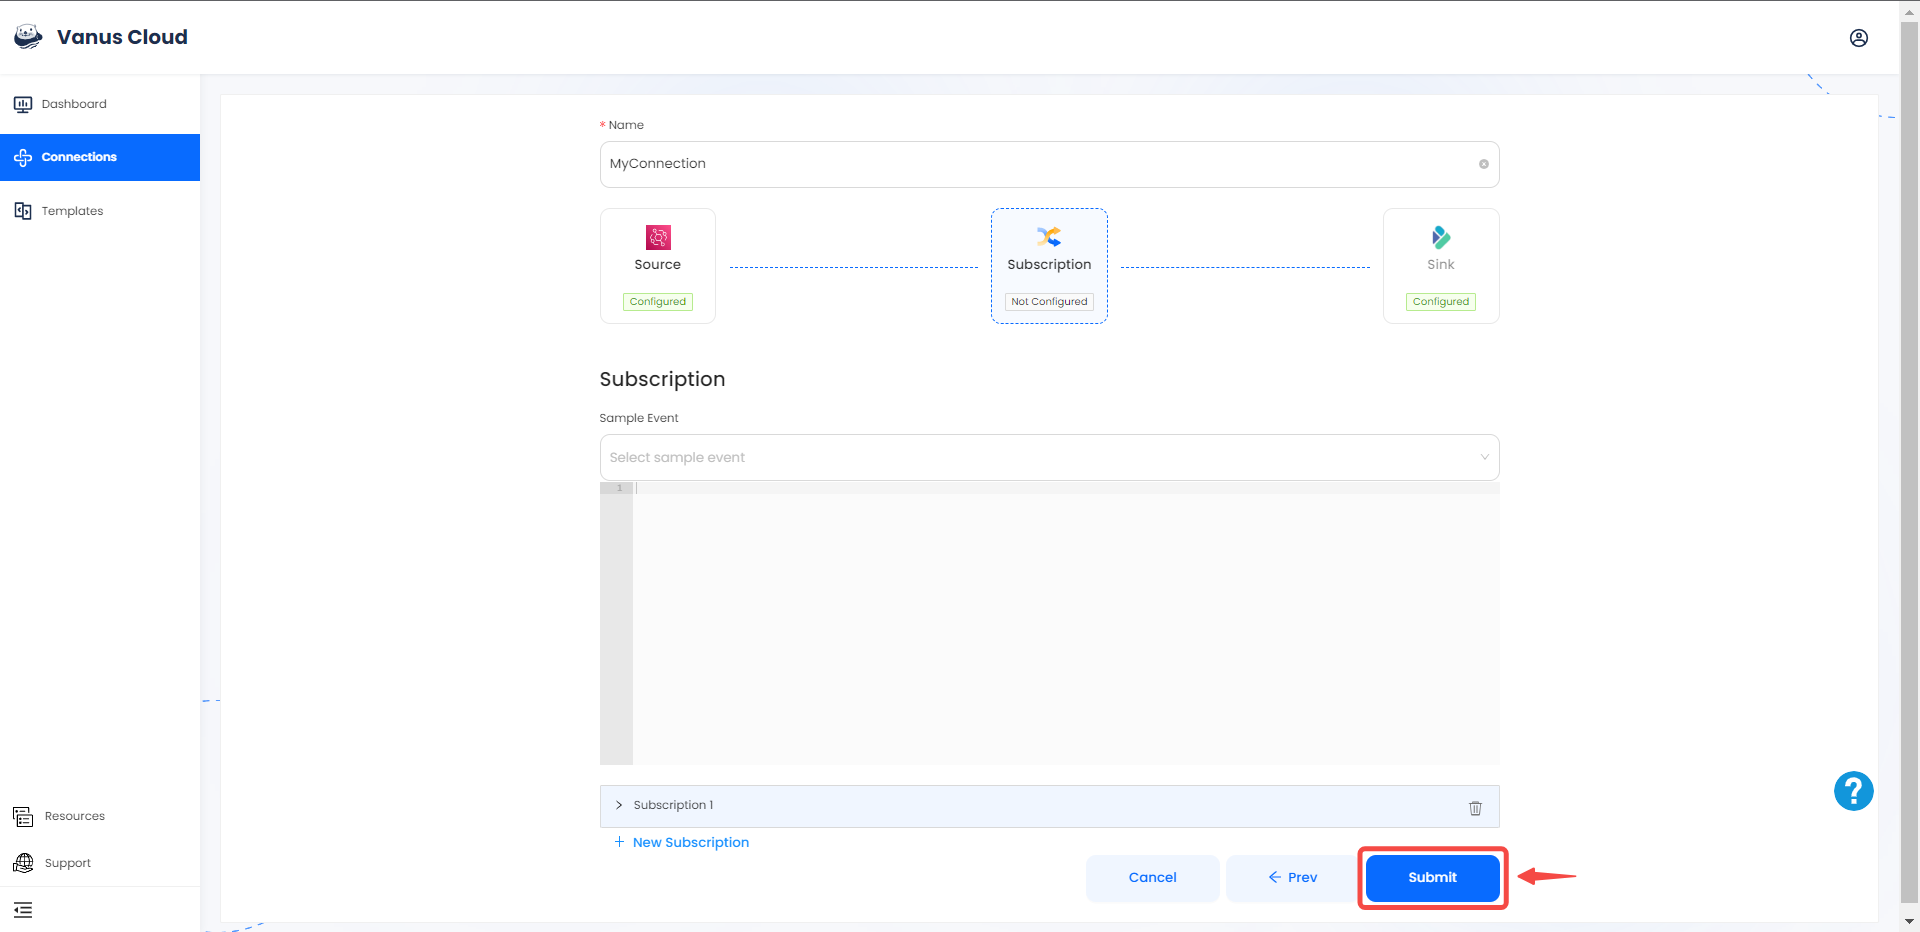 Vanus Cloud
Dashboard
Connections
Templates
* Name
MyConnection
Source
Configured
Subscription
Not Configured
Sink
Configured
Subscription
Sample Event
Select sample event
1
Subscription 1
+ New Subscription
Cancel
← Prev
Submit
?
Resources
Support